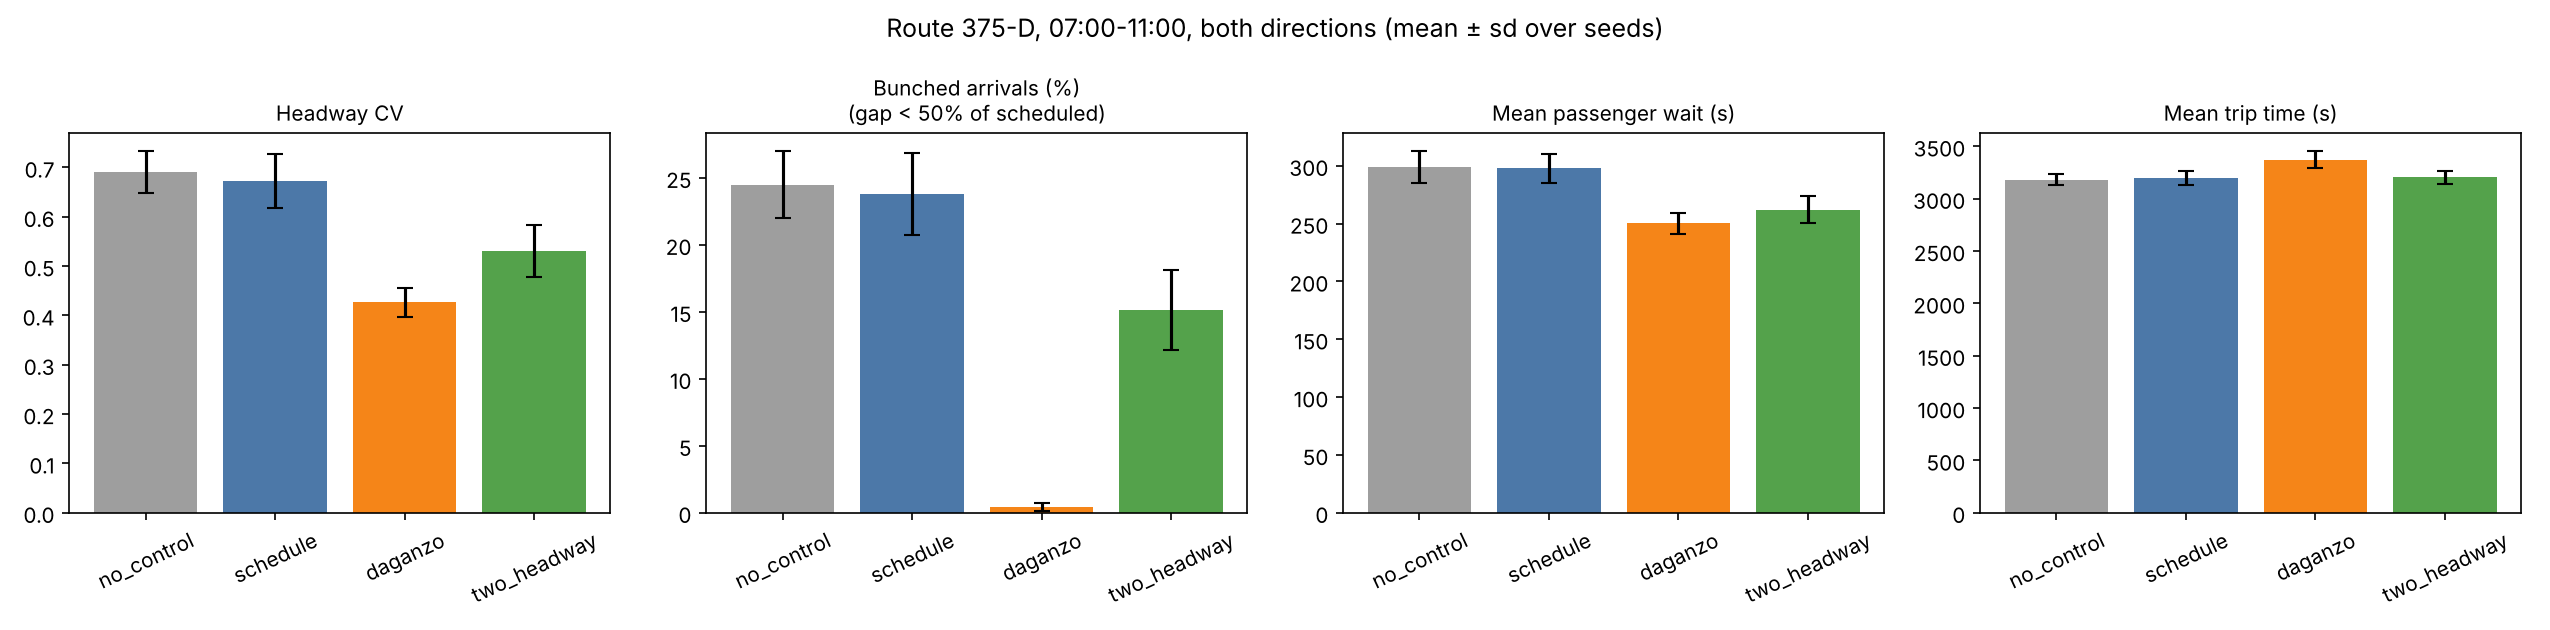 Route 375-D, 07:00-11:00, both directions (mean ± sd over seeds)
Headway CV
0.7
0.6
0.5
0.4
0.3
0.2
0.1
0.0
no_control
schedule
daganzo
two_headway
Bunched arrivals (%)
(gap < 50% of scheduled)
25
20
15
10
5
0
no_control
schedule
daganzo
two_headway
Mean passenger wait (s)
300
250
200
150
100
50
0
no_control
schedule
daganzo
two_headway
Mean trip time (s)
3500
3000
2500
2000
1500
1000
500
0
no_control
schedule
daganzo
two_headway